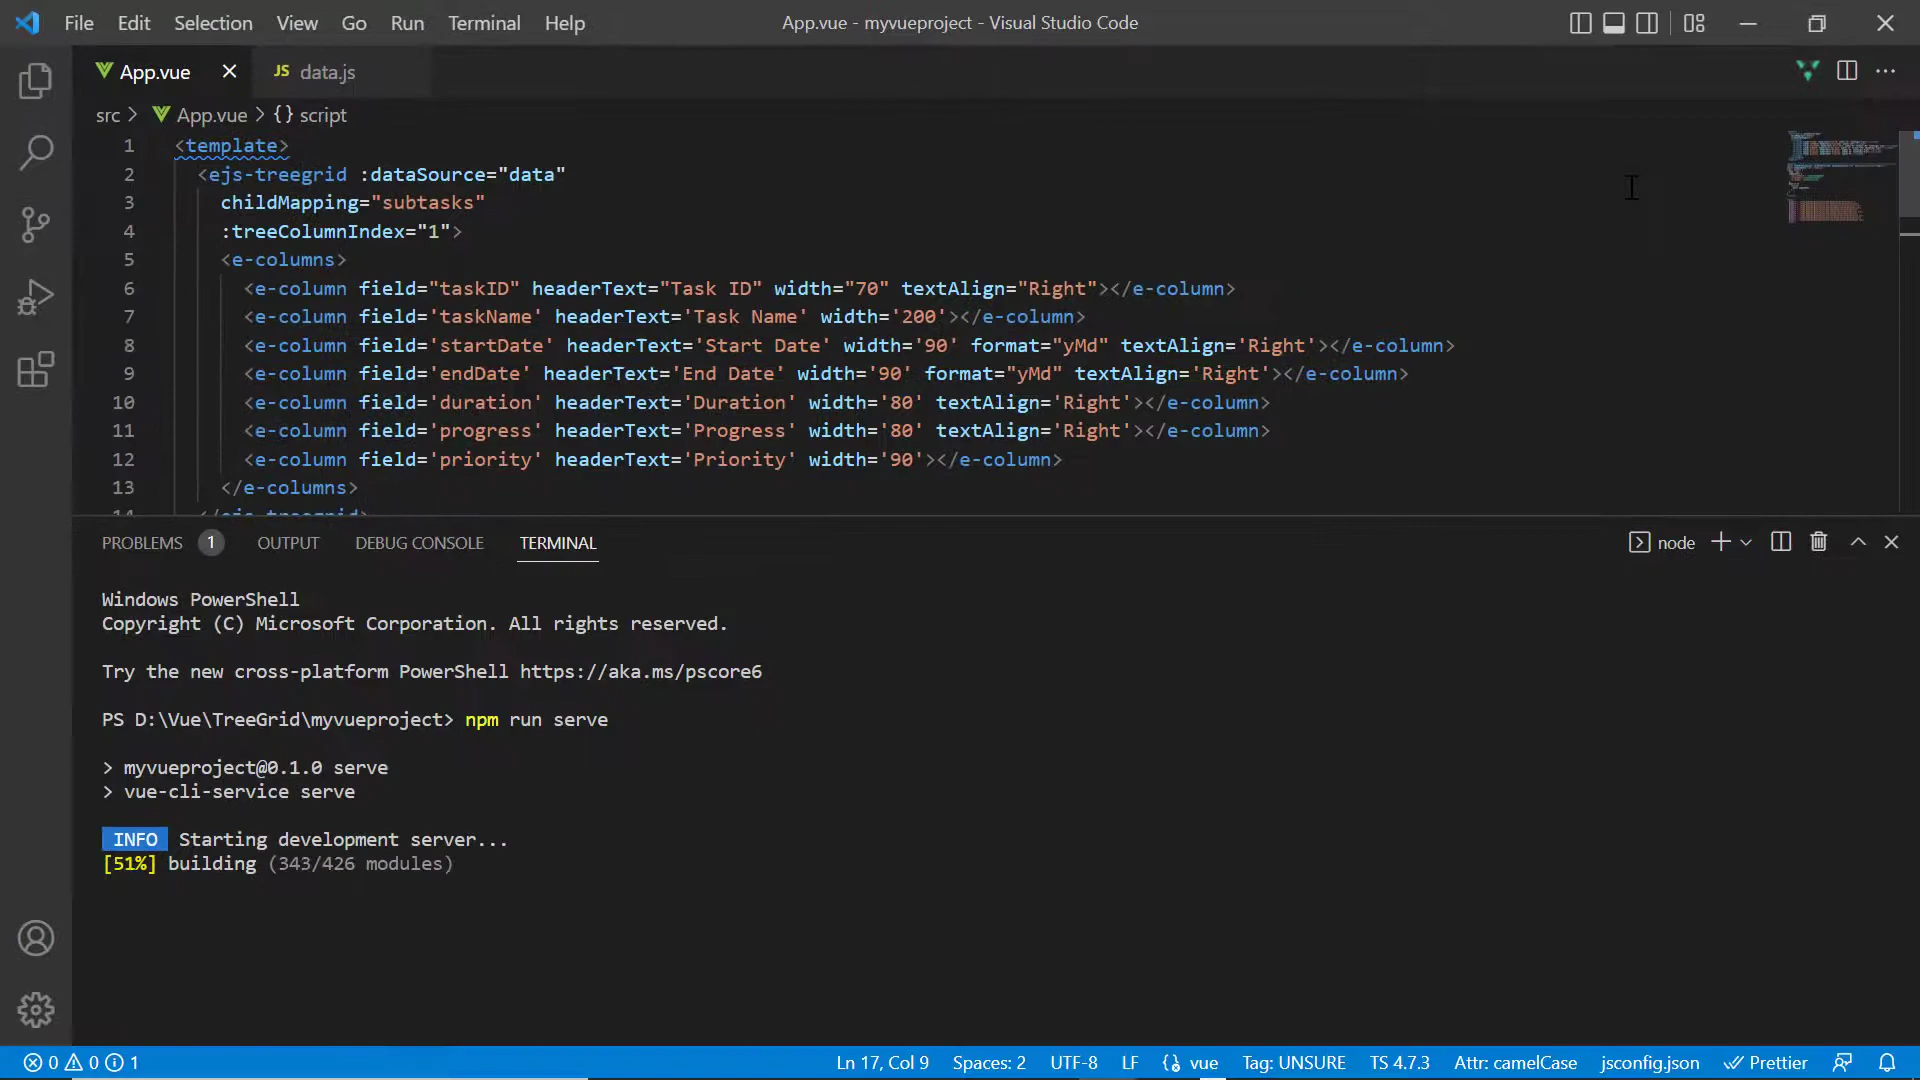 File Edit Selection View Go Run Terminal Help App.vue - myvueproject - Visual Studio Code
App.vue JS data.js
src > App.vue > {} script
1 <template>
2 <ejs-treegrid :dataSource="data"
3 childMapping="subtasks"
4 :treeColumnIndex="1">
5 <e-columns>
6 <e-column field="taskID" headerText="Task ID" width="70" textAlign="Right"></e-column>
7 <e-column field='taskName' headerText='Task Name' width='200'></e-column>
8 <e-column field='startDate' headerText='Start Date' width='90' format="yMd" textAlign='Right'></e-column>
9 <e-column field='endDate' headerText='End Date' width='90' format="yMd" textAlign='Right'></e-column>
10 <e-column field='duration' headerText='Duration' width='80' textAlign='Right'></e-column>
11 <e-column field='progress' headerText='Progress' width='80' textAlign='Right'></e-column>
12 <e-column field='priority' headerText='Priority' width='90'></e-column>
13 </e-columns>
14 </ejs-treegrid>
PROBLEMS 1 OUTPUT DEBUG CONSOLE TERMINAL node
Windows PowerShell
Copyright (C) Microsoft Corporation. All rights reserved.
Try the new cross-platform PowerShell https://aka.ms/pscore6
PS D:\Vue\TreeGrid\myvueproject> npm run serve
> myvueproject@0.1.0 serve
> vue-cli-service serve
INFO Starting development server...
[51%] building (343/426 modules)
0 0 1 Ln 17, Col 9 Spaces: 2 UTF-8 LF vue Tag: UNSURE TS 4.7.3 Attr: camelCase jsconfig.json Prettier